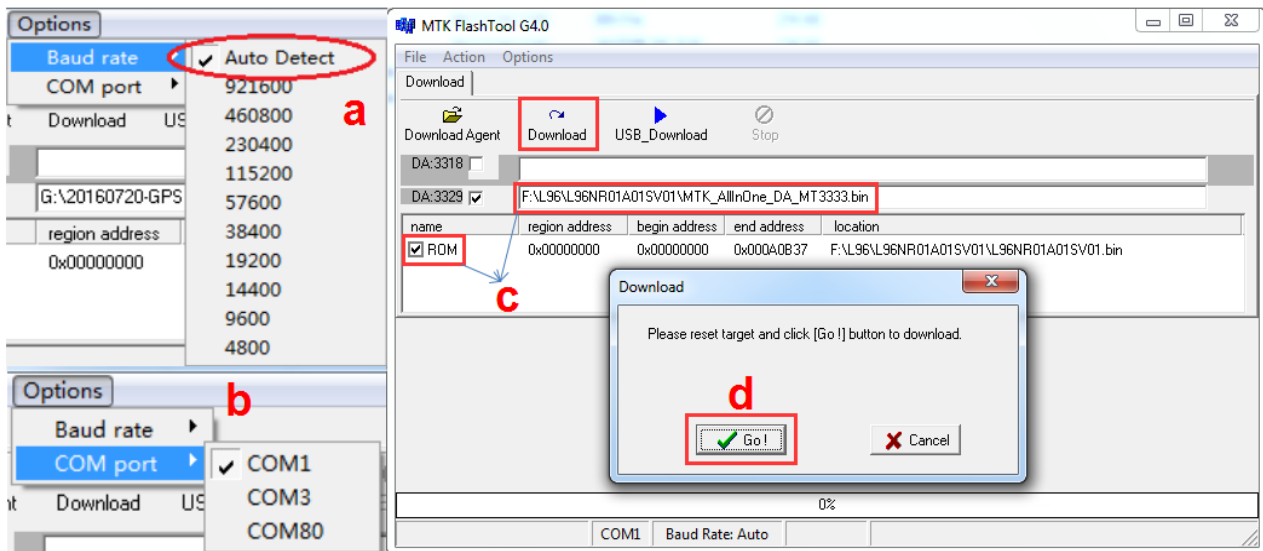 Options
Baud rate
COM port
Auto Detect
921600
460800
230400
115200
57600
38400
19200
14400
9600
4800
a
Download US
G:\20160720-GPS
region address
0x00000000
Options
b
Baud rate
COM port
COM1
COM3
COM80
Download US
MTK FlashTool G4.0
File Action Options
Download
Download Agent Download USB_Download Stop
DA:3318
DA:3329 F:\L96\L96NR01A01SV01\MTK_AllInOne_DA_MT3333.bin
name region address begin address end address location
ROM 0x00000000 0x00000000 0x000A0B37 F:\L96\L96NR01A01SV01\L96NR01A01SV01.bin
c
Download
Please reset target and click [Go !] button to download.
d
Go !
Cancel
0%
COM1 Baud Rate: Auto